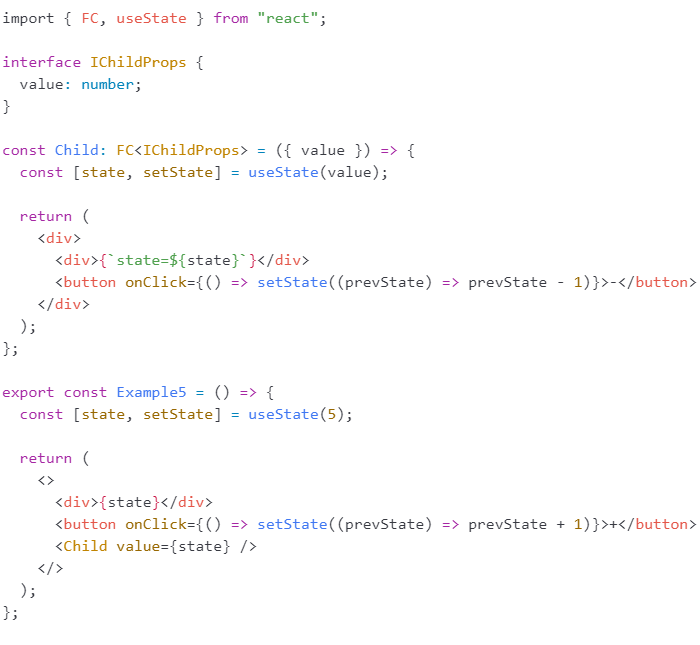 import { FC, useState } from "react";

interface IChildProps {
  value: number;
}

const Child: FC<IChildProps> = ({ value }) => {
  const [state, setState] = useState(value);

  return (
    <div>
      <div>{`state=${state}`}</div>
      <button onClick={() => setState((prevState) => prevState - 1)}>-</button>
    </div>
  );
};

export const Example5 = () => {
  const [state, setState] = useState(5);

  return (
    <>
      <div>{state}</div>
      <button onClick={() => setState((prevState) => prevState + 1)}>+</button>
      <Child value={state} />
    </>
  );
};